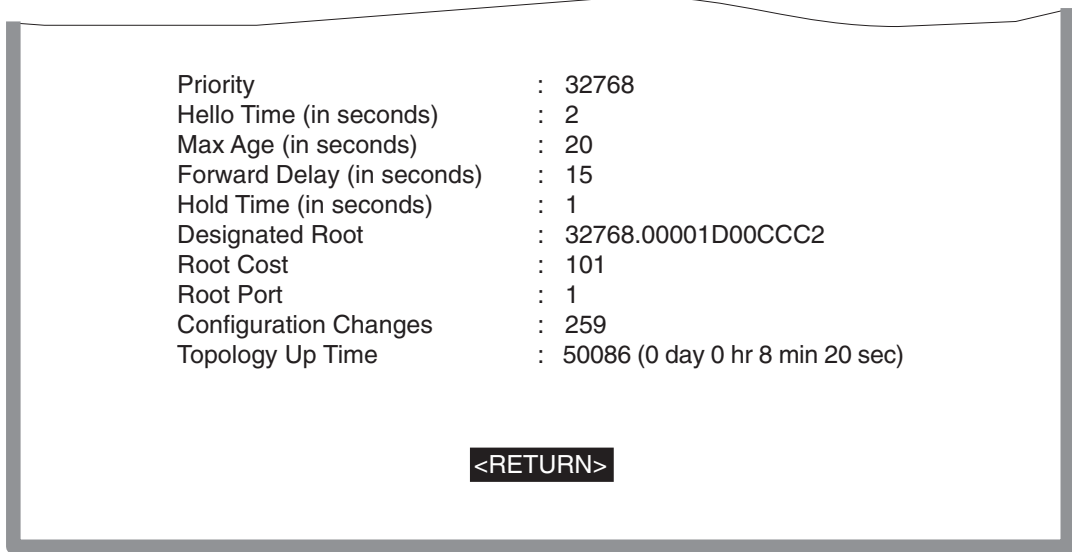 Priority : 32768
Hello Time (in seconds) : 2
Max Age (in seconds) : 20
Forward Delay (in seconds) : 15
Hold Time (in seconds) : 1
Designated Root : 32768.00001D00CCC2
Root Cost : 101
Root Port : 1
Configuration Changes : 259
Topology Up Time : 50086 (0 day 0 hr 8 min 20 sec)
<RETURN>